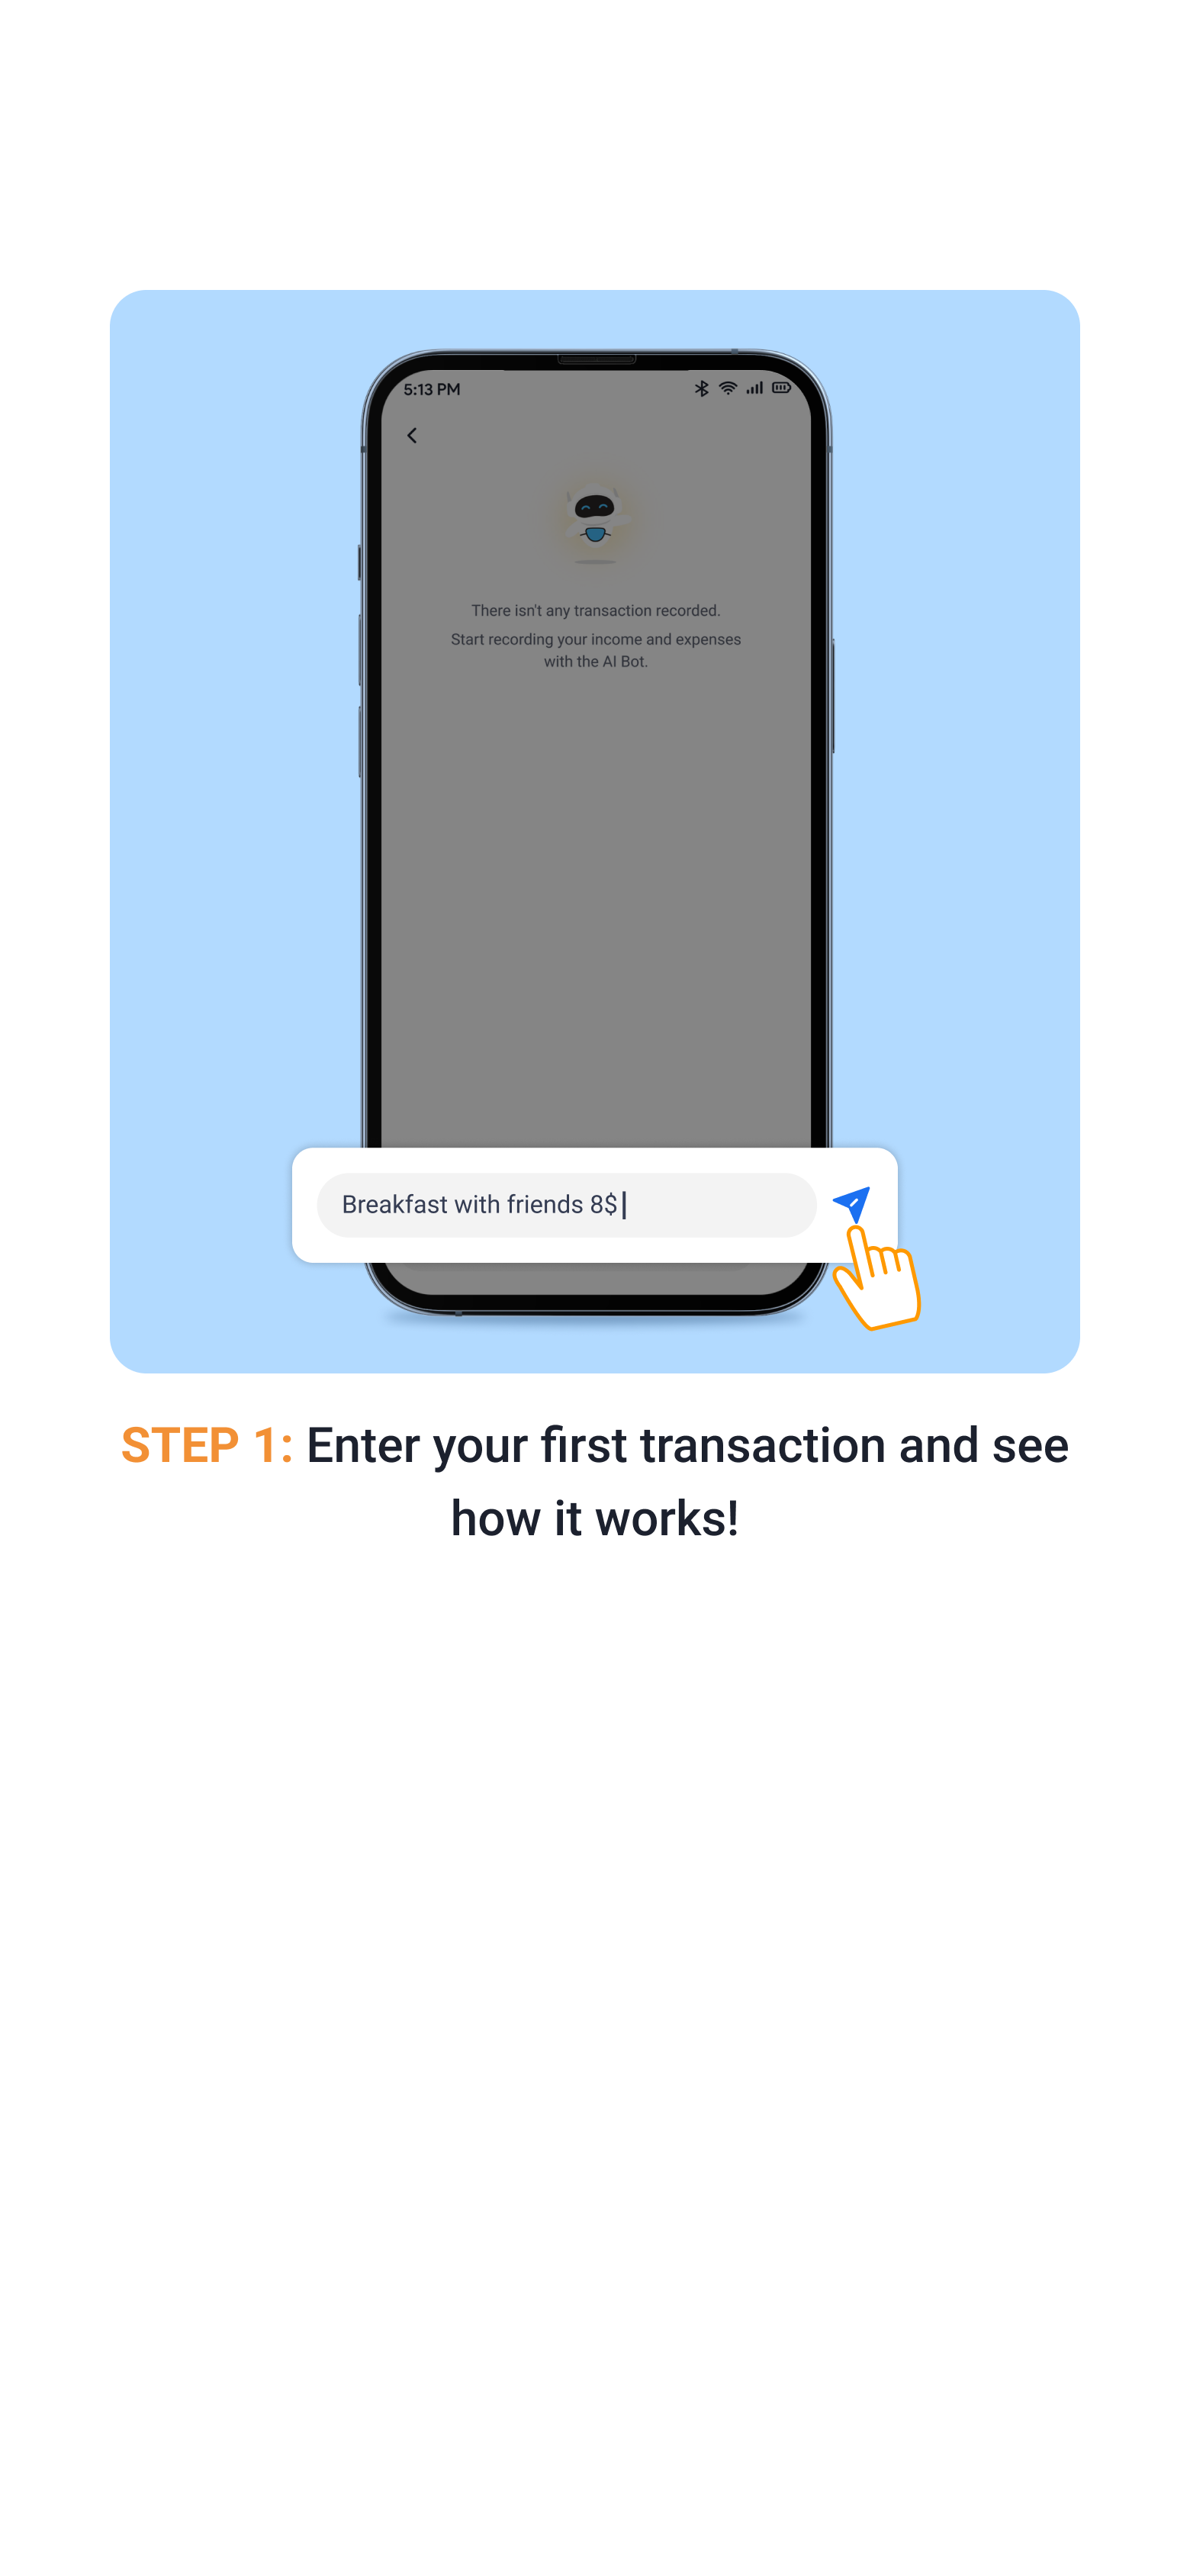 5:13 PM
There isn't any transaction recorded.
Start recording your income and expenses
with the AI Bot.
Breakfast with friends 8$
STEP 1: Enter your first transaction and see
how it works!